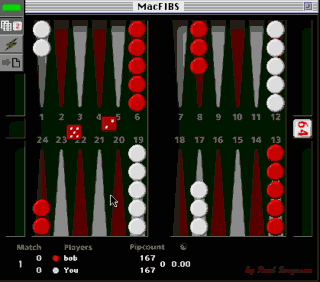 MacFIBS
1 2 3 4 5 6 7 8 9 10 11 12
64
24 23 22 21 20 19 18 17 16 15 14 13
Match Players Pipcount
1 0 bob 167 0 0.00
0 You 167
by Paul Ferguson